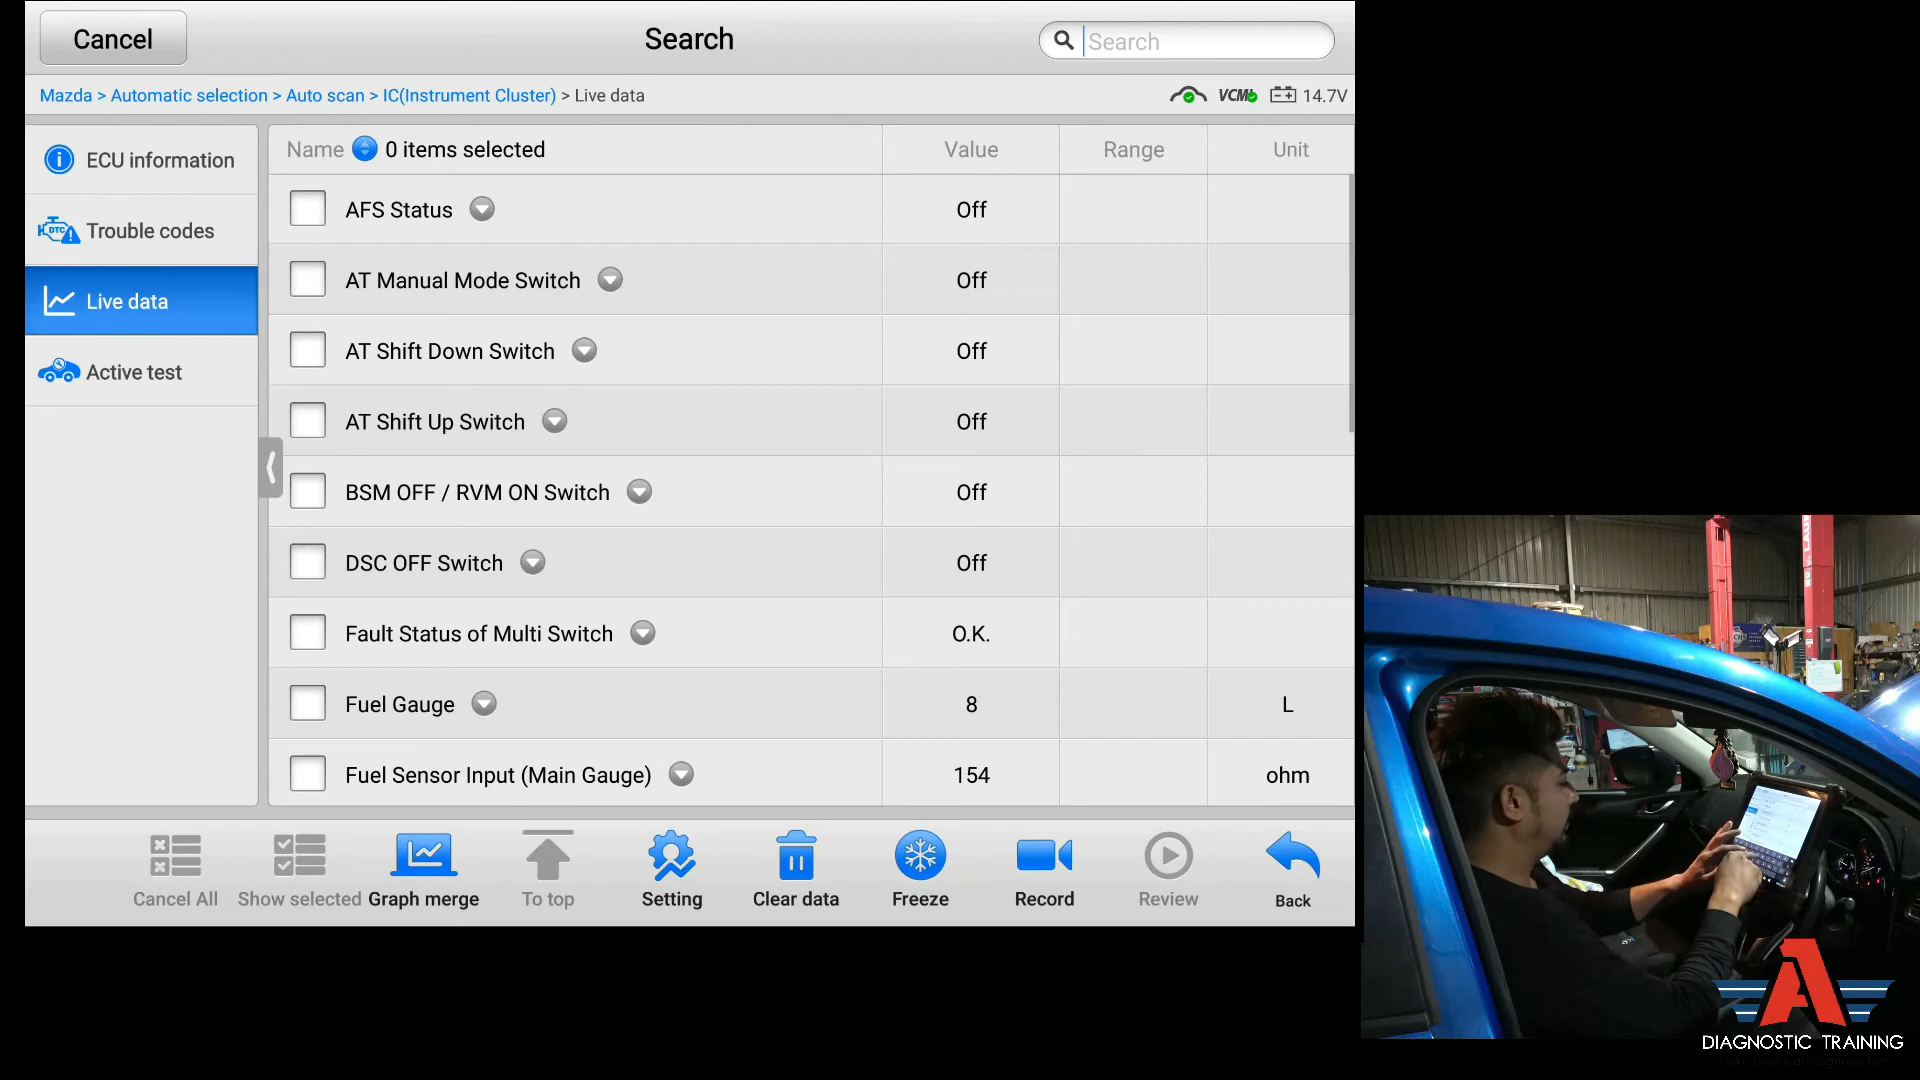 Cancel
Search
Search
Mazda > Automatic selection > Auto scan > IC(Instrument Cluster) > Live data
VCMI
14.7V
ECU information
DTC
Trouble codes
Live data
Active test
Name 0 items selected Value Range Unit
AFS Status Off
AT Manual Mode Switch Off
AT Shift Down Switch Off
AT Shift Up Switch Off
BSM OFF / RVM ON Switch Off
DSC OFF Switch Off
Fault Status of Multi Switch O.K.
Fuel Gauge 8 L
Fuel Sensor Input (Main Gauge) 154 ohm
Cancel All
Show selected
Graph merge
To top
Setting
Clear data
Freeze
Record
Review
Back
DIAGNOSTIC TRAINING